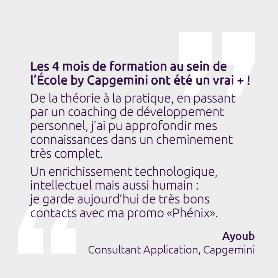 Les 4 mois de formation au sein de
l'École by Capgemini ont été un vrai + !
De la théorie à la pratique, en passant
par un coaching de développement
personnel, j'ai pu approfondir mes
connaissances dans un cheminement
très complet.
Un enrichissement technologique,
intellectuel mais aussi humain :
je garde aujourd'hui de très bons
contacts avec ma promo «Phénix».
Ayoub
Consultant Application, Capgemini